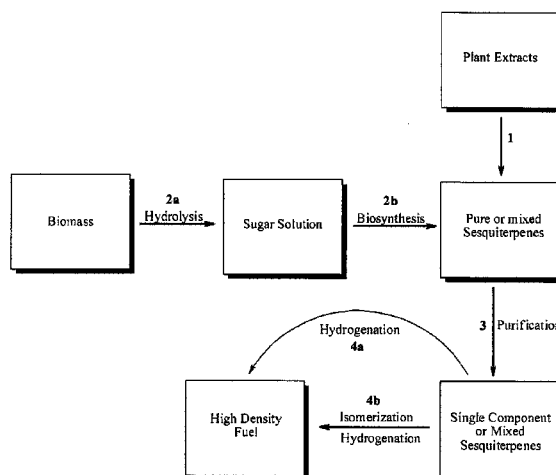 Plant Extracts
1
2a
Hydrolysis
2b
Biosynthesis
Biomass
Sugar Solution
Pure or mixed
Sesquiterpenes
3 Purification
Hydrogenation
4a
4b
Isomerization
Hydrogenation
High Density
Fuel
Single Component
or Mixed
Sesquiterpenes